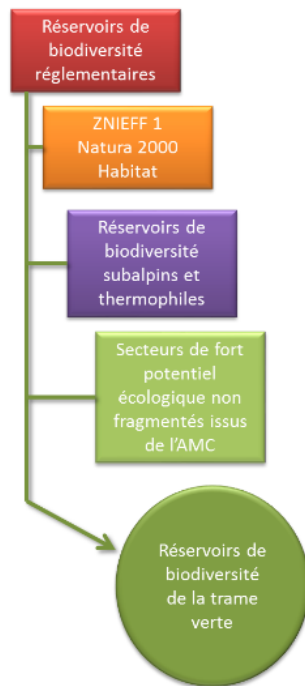 Réservoirs de
biodiversité
réglementaires
ZNIEFF 1
Natura 2000
Habitat
Réservoirs de
biodiversité
subalpins et
thermophiles
Secteurs de fort
potentiel
écologique non
fragmentés issus
de l'AMC
Réservoirs de
biodiversité
de la trame
verte